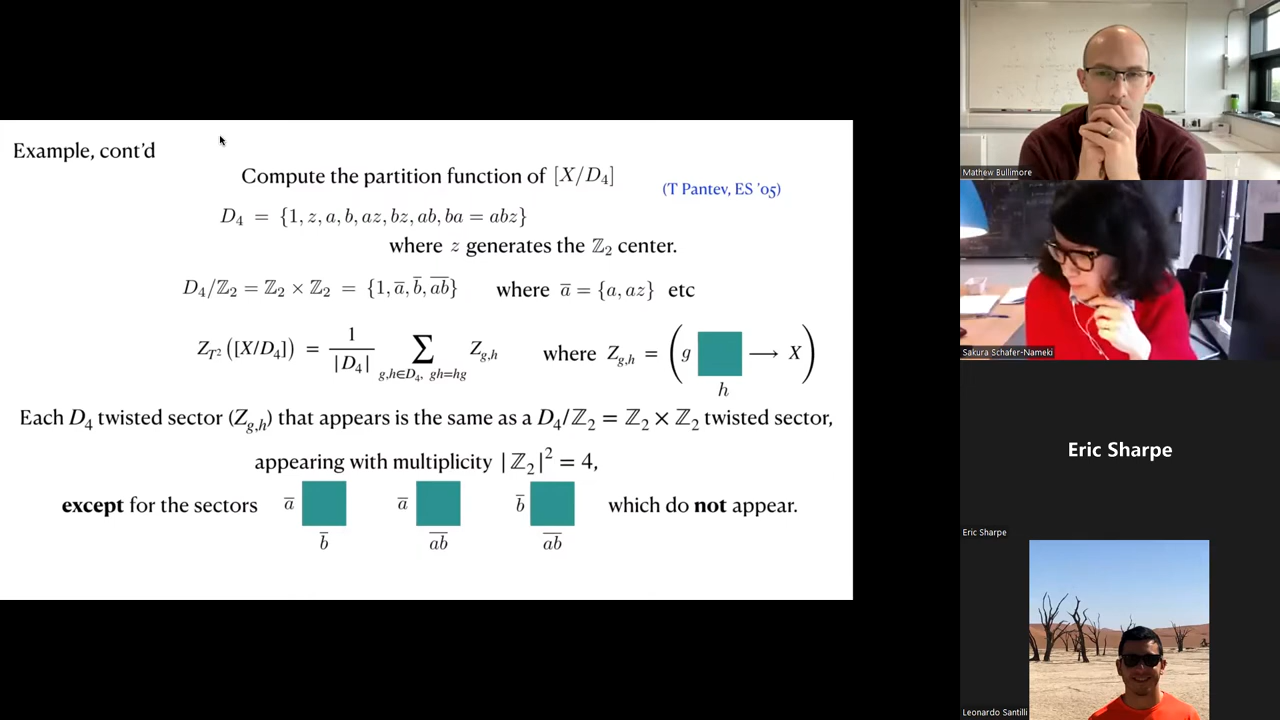 Example, cont'd
Compute the partition function of [X/D₄]
(T Pantev, ES '05)
D₄ = {1, z, a, b, az, bz, ab, ba = abz}
where z generates the ℤ₂ center.
D₄/ℤ₂ = ℤ₂ × ℤ₂ = {1, a̅, b̅, a̅b̅} where a̅ = {a, az} etc
Z_{T²}([X/D₄]) = 1/|D₄| ∑_{g,h∈D₄, gh=hg} Z_{g,h} where Z_{g,h} = (g ⟶ X)
h
Each D₄ twisted sector (Z_{g,h}) that appears is the same as a D₄/ℤ₂ = ℤ₂ × ℤ₂ twisted sector,
appearing with multiplicity |ℤ₂|² = 4,
except for the sectors a̅ a̅ b̅ which do not appear.
b̅ a̅b̅ a̅b̅
Mathew Bullimore
Sakura Schafer-Nameki
Eric Sharpe
Eric Sharpe
Leonardo Santilli